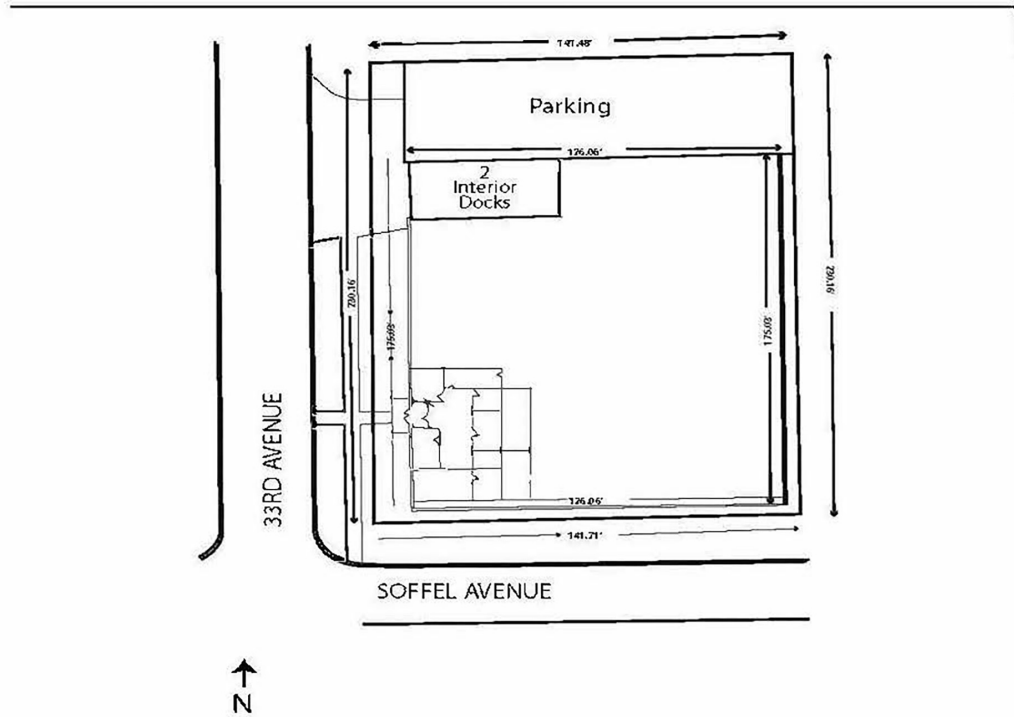 141.48'
Parking
126.06'
2
Interior
Docks
230.16'
175.03'
175.03'
230.16'
33RD AVENUE
126.06'
141.71'
SOFFEL AVENUE
N